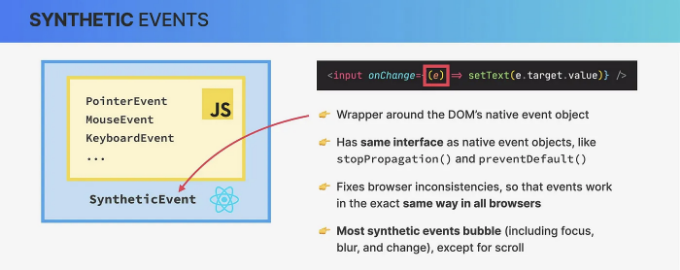 SYNTHETIC EVENTS
<input onChange={(e) => setText(e.target.value)} />
PointerEvent
MouseEvent
KeyboardEvent
...
JS
SyntheticEvent
👉 Wrapper around the DOM’s native event object
👉 Has same interface as native event objects, like
stopPropagation() and preventDefault()
👉 Fixes browser inconsistencies, so that events work
in the exact same way in all browsers
👉 Most synthetic events bubble (including focus,
blur, and change), except for scroll